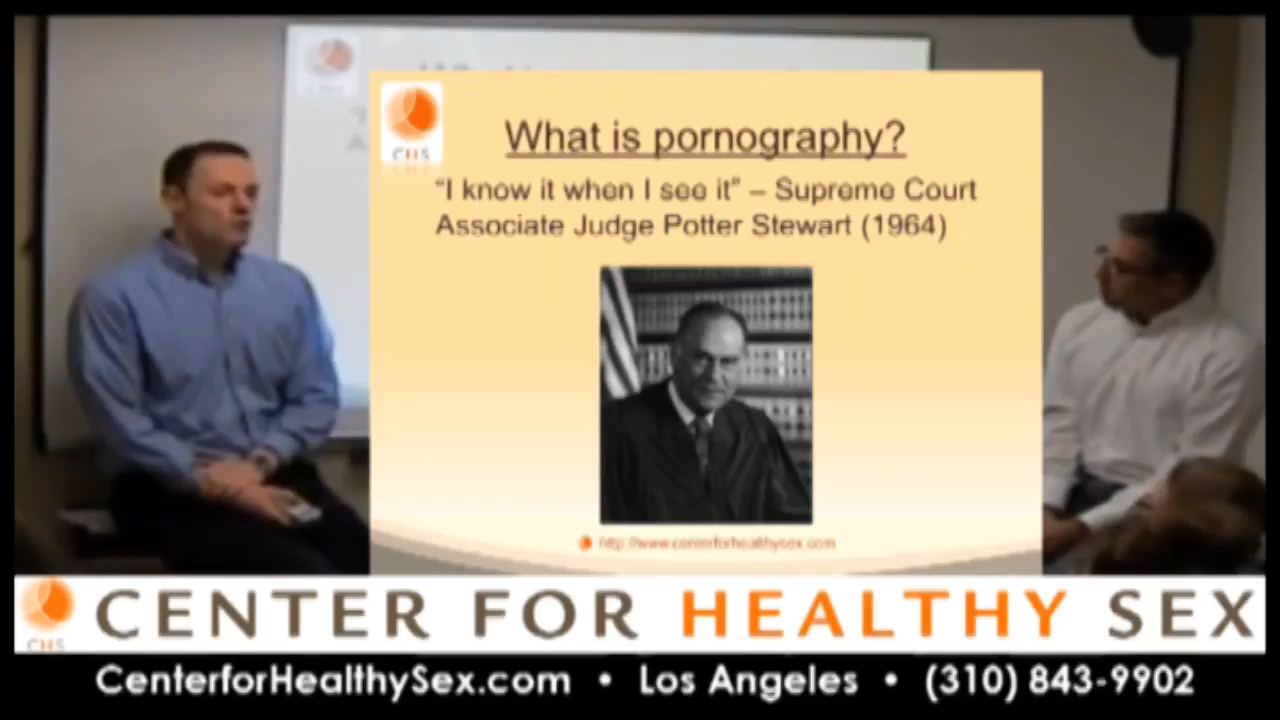 What is pornography?
CHS
"I know it when I see it" – Supreme Court
Associate Judge Potter Stewart (1964)
http://www.centerforhealthysex.com
CENTER FOR HEALTHY SEX
CHS
CenterforHealthySex.com • Los Angeles • (310) 843-9902